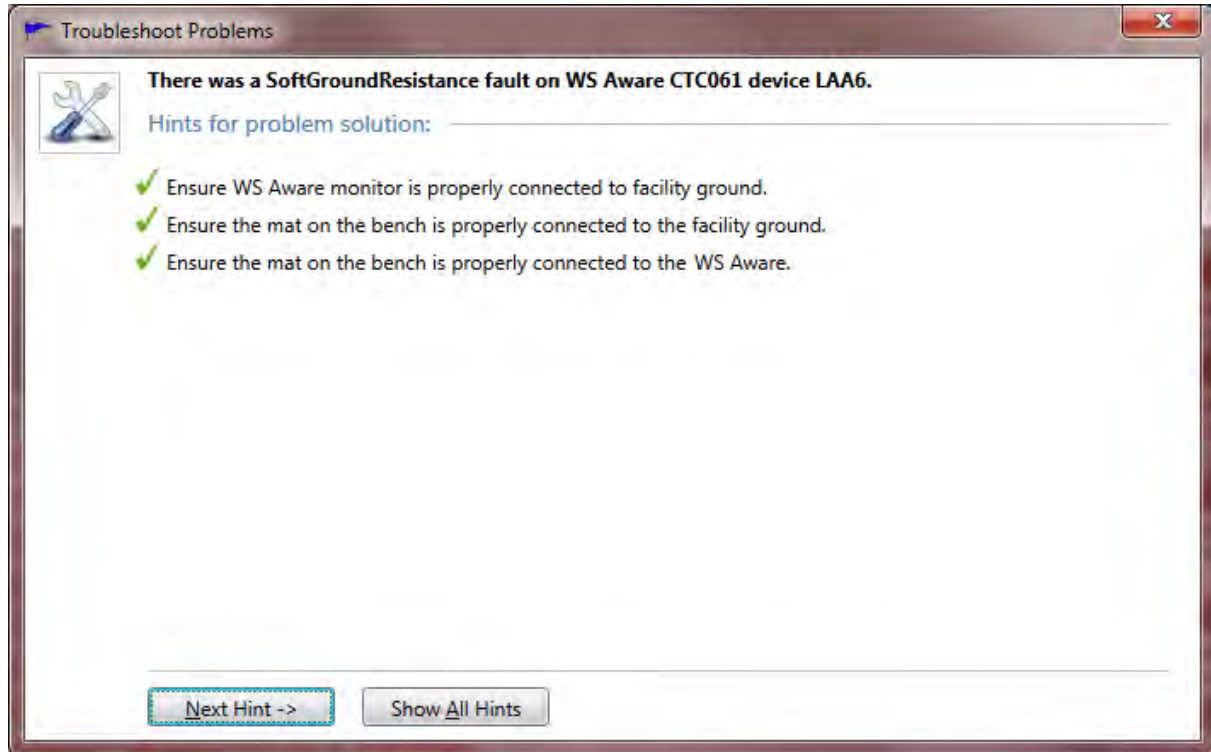 Troubleshoot Problems
There was a SoftGroundResistance fault on WS Aware CTC061 device LAA6.
Hints for problem solution:
Ensure WS Aware monitor is properly connected to facility ground.
Ensure the mat on the bench is properly connected to the facility ground.
Ensure the mat on the bench is properly connected to the WS Aware.
Next Hint -> Show All Hints